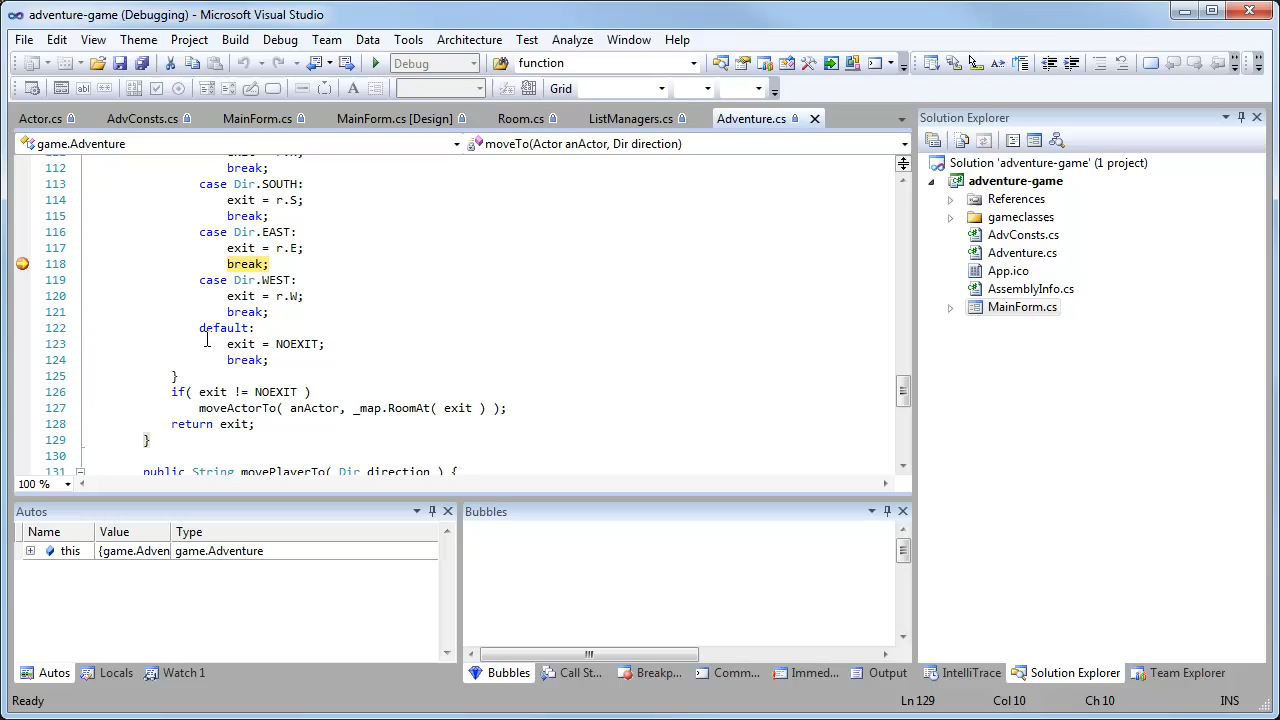 adventure-game (Debugging) - Microsoft Visual Studio
File Edit View Theme Project Build Debug Team Data Tools Architecture Test Analyze Window Help
Debug function
Grid
Actor.cs AdvConsts.cs MainForm.cs MainForm.cs [Design] Room.cs ListManagers.cs Adventure.cs
Solution Explorer
game.Adventure moveTo(Actor anActor, Dir direction)
112 break;
113 case Dir.SOUTH:
114 exit = r.S;
115 break;
116 case Dir.EAST:
117 exit = r.E;
118 break;
119 case Dir.WEST:
120 exit = r.W;
121 break;
122 default:
123 exit = NOEXIT;
124 break;
125 }
126 if( exit != NOEXIT )
127 moveActorTo( anActor, _map.RoomAt( exit ) );
128 return exit;
129 }
130
131 public String movePlayerTo( Dir direction ) {
100 %
Solution 'adventure-game' (1 project)
adventure-game
References
gameclasses
AdvConsts.cs
Adventure.cs
App.ico
AssemblyInfo.cs
MainForm.cs
Autos
Name Value Type
this {game.Adven game.Adventure
Bubbles
Autos Locals Watch 1
Bubbles Call St... Breakp... Comm... Immed... Output
IntelliTrace Solution Explorer Team Explorer
Ready Ln 129 Col 10 Ch 10 INS